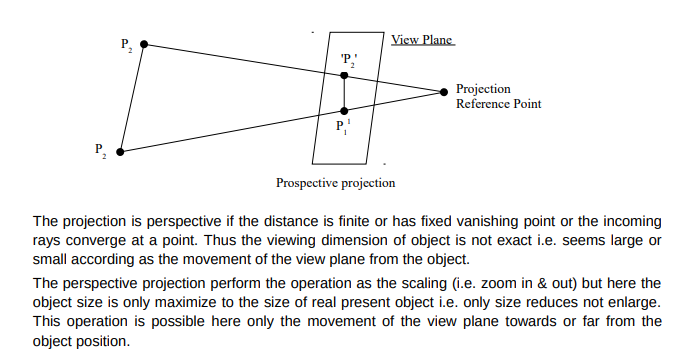 P2
View Plane
'P2'
Projection
Reference Point
P1'
P2
Prospective projection
The projection is perspective if the distance is finite or has fixed vanishing point or the incoming
rays converge at a point. Thus the viewing dimension of object is not exact i.e. seems large or
small according as the movement of the view plane from the object.
The perspective projection perform the operation as the scaling (i.e. zoom in & out) but here the
object size is only maximize to the size of real present object i.e. only size reduces not enlarge.
This operation is possible here only the movement of the view plane towards or far from the
object position.